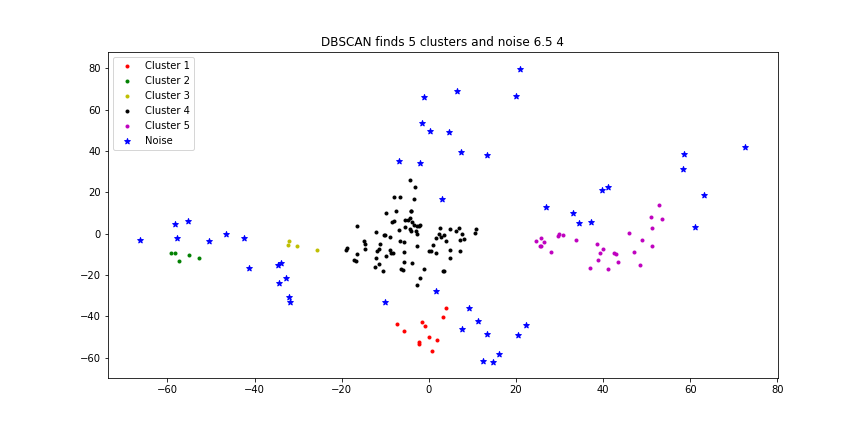 DBSCAN finds 5 clusters and noise 6.5 4
Cluster 1
Cluster 2
Cluster 3
Cluster 4
Cluster 5
Noise
80
60
40
20
0
−20
−40
−60
−60 −40 −20 0 20 40 60 80